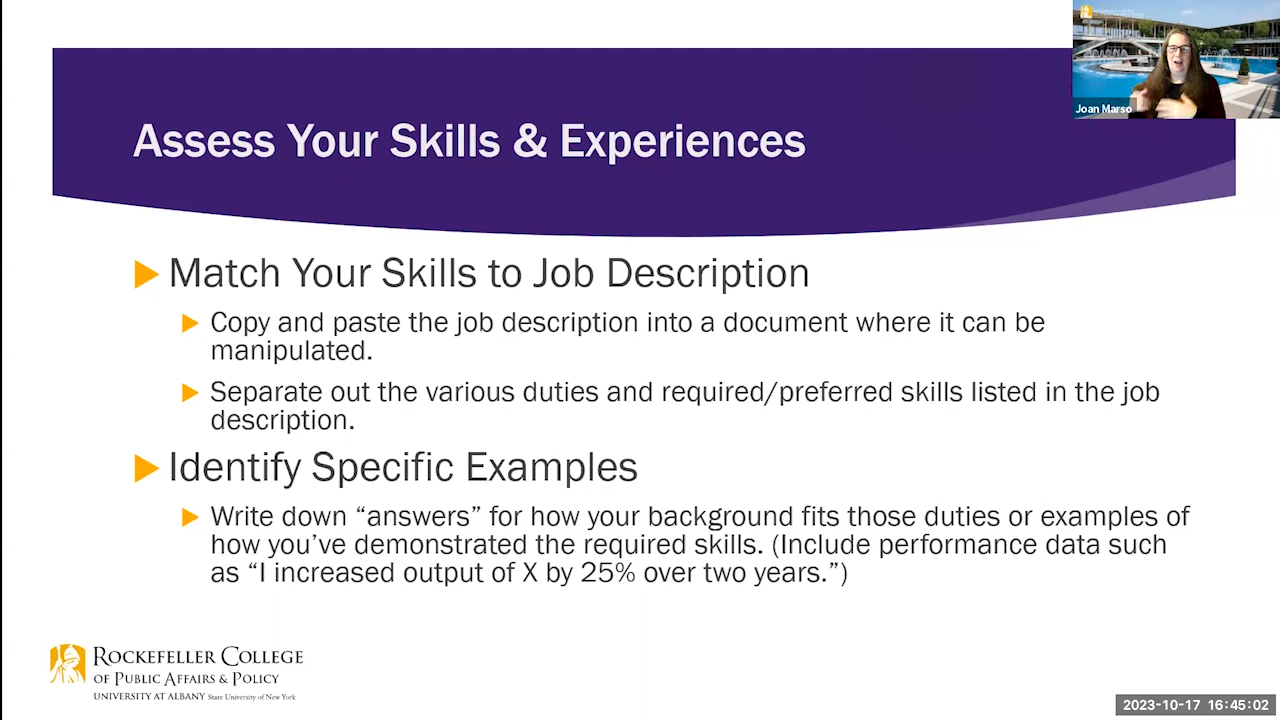 Assess Your Skills & Experiences
Joan Marso
Match Your Skills to Job Description
Copy and paste the job description into a document where it can be
manipulated.
Separate out the various duties and required/preferred skills listed in the job
description.
Identify Specific Examples
Write down “answers” for how your background fits those duties or examples of
how you’ve demonstrated the required skills. (Include performance data such
as “I increased output of X by 25% over two years.”)
ROCKEFELLER COLLEGE
OF PUBLIC AFFAIRS & POLICY
UNIVERSITY AT ALBANY State University of New York
2023-10-17 16:45:02